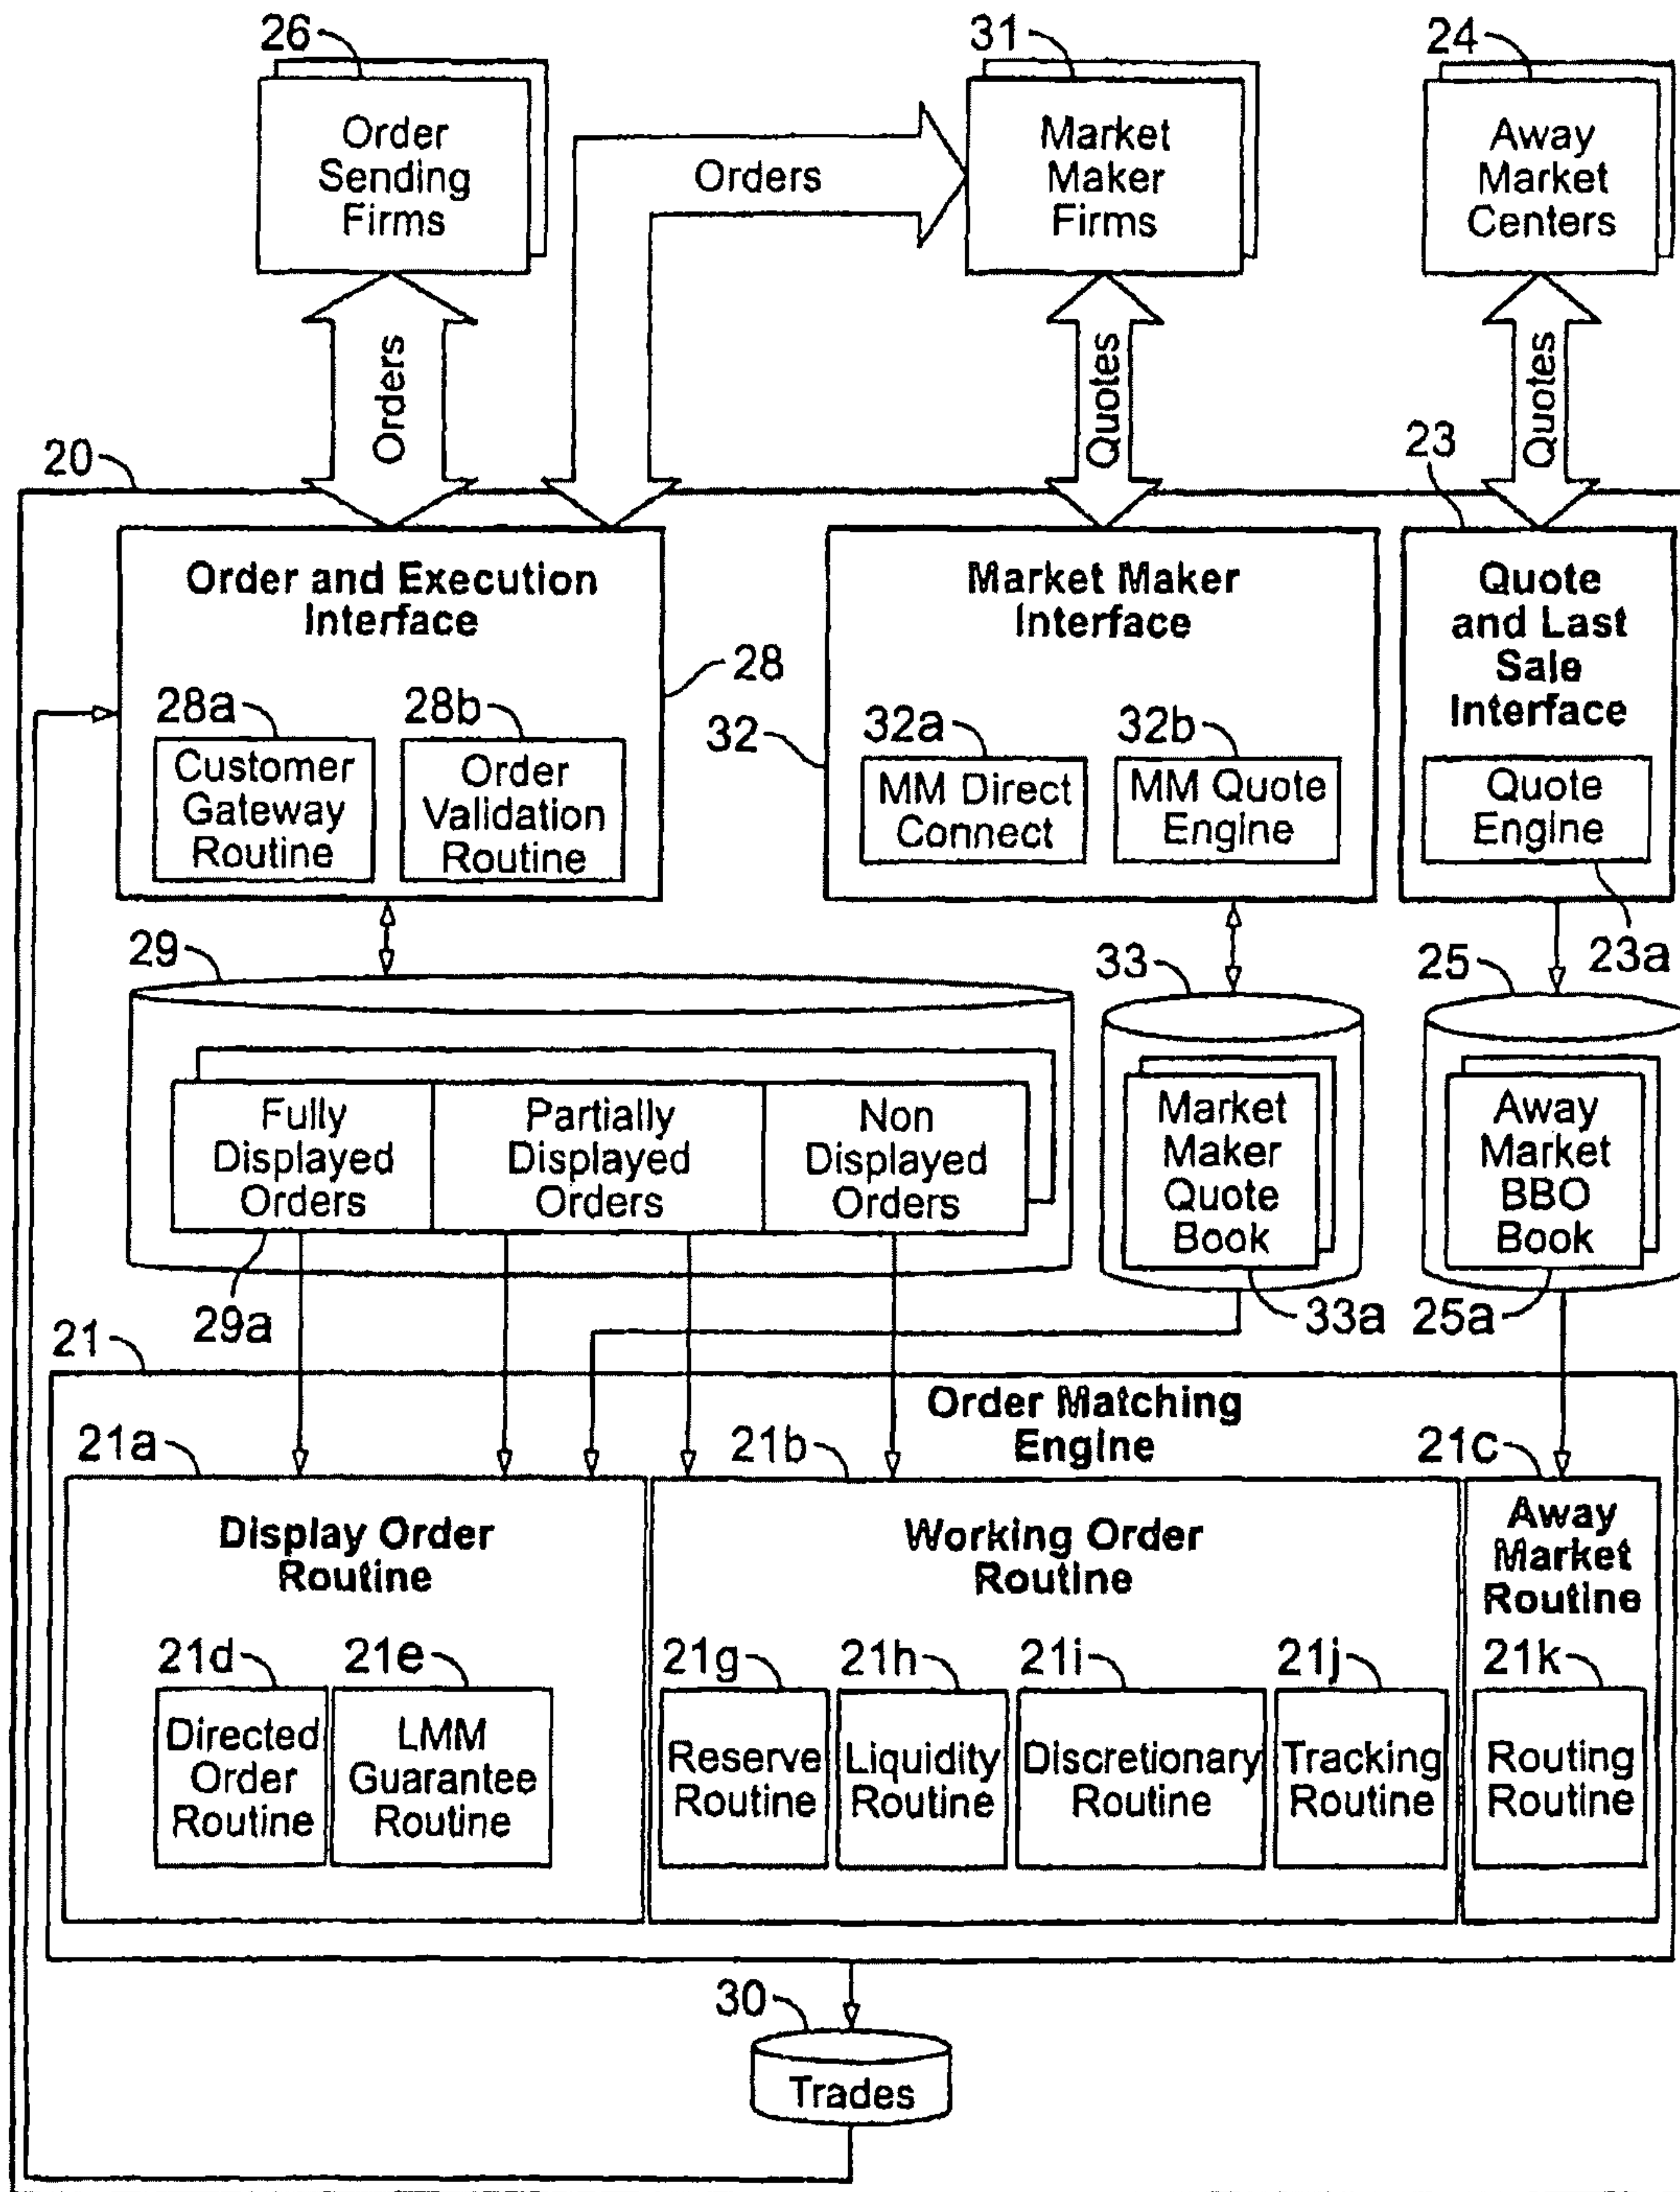 26
31
24
Order
Sending
Firms
Orders
Market
Maker
Firms
Away
Market
Centers
Orders
Quotes
Quotes
20
23
Order and Execution
Interface
28
28a
Customer
Gateway
Routine
28b
Order
Validation
Routine
Market Maker
Interface
32
32a
MM Direct
Connect
32b
MM Quote
Engine
Quote
and Last
Sale
Interface
Quote
Engine
23a
29
33
25
Fully
Displayed
Orders
Partially
Displayed
Orders
Non
Displayed
Orders
29a
Market
Maker
Quote
Book
33a
Away
Market
BBO
Book
25a
21
Order Matching
Engine
21a
21b
21c
Display Order
Routine
21d
Directed
Order
Routine
21e
LMM
Guarantee
Routine
Working Order
Routine
21g
Reserve
Routine
21h
Liquidity
Routine
21i
Discretionary
Routine
21j
Tracking
Routine
Away
Market
Routine
21k
Routing
Routine
30
Trades